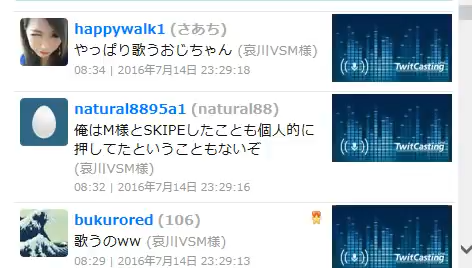 happywalk1 (さあち)
やっぱり歌うおじちゃん (哀川VSM様)
08:34 | 2016年7月14日 23:29:18
TwitCasting
natural8895a1 (natural88)
俺はM様とSKIPEしたことも個人的に
押してたということもないぞ
(哀川VSM様)
08:32 | 2016年7月14日 23:29:16
TwitCasting
bukurored (106)
歌うのww (哀川VSM様)
08:29 | 2016年7月14日 23:29:13
TwitCasting